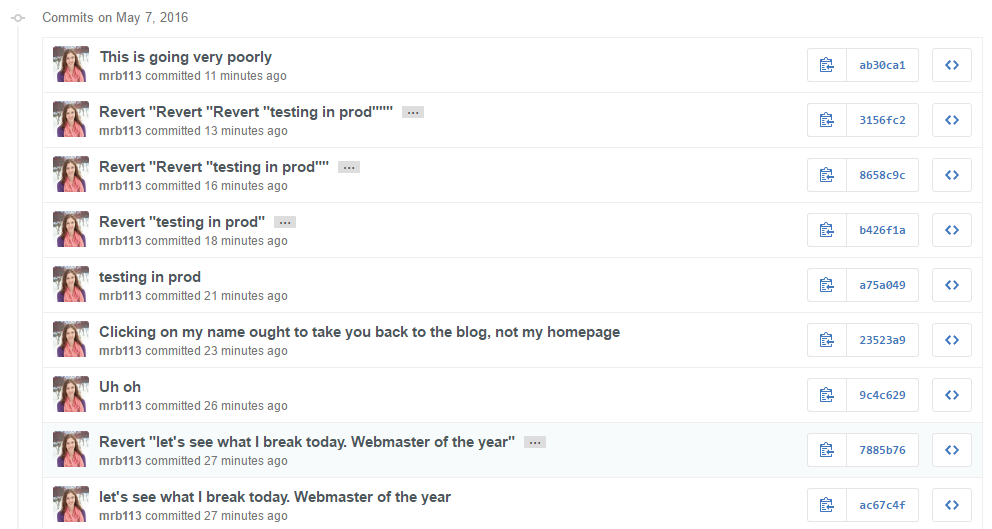 Commits on May 7, 2016
This is going very poorly
mrb113 committed 11 minutes ago
ab30ca1
Revert "Revert "Revert "testing in prod"""
...
mrb113 committed 13 minutes ago
3156fc2
Revert "Revert "testing in prod""
...
mrb113 committed 16 minutes ago
8658c9c
Revert "testing in prod"
...
mrb113 committed 18 minutes ago
b426f1a
testing in prod
mrb113 committed 21 minutes ago
a75a049
Clicking on my name ought to take you back to the blog, not my homepage
mrb113 committed 23 minutes ago
23523a9
Uh oh
mrb113 committed 26 minutes ago
9c4c629
Revert "let's see what I break today. Webmaster of the year"
...
mrb113 committed 27 minutes ago
7885b76
let's see what I break today. Webmaster of the year
mrb113 committed 27 minutes ago
ac67c4f